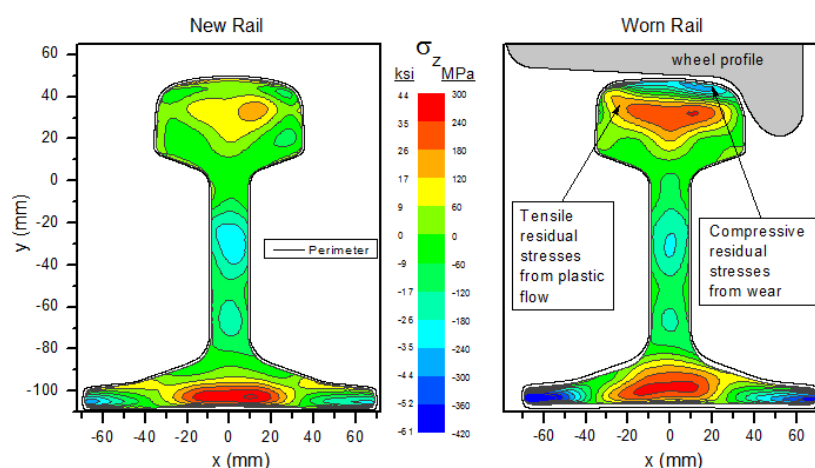 New Rail
Worn Rail
σz
ksi MPa
wheel profile
60
40
20
0
-20
-40
-60
-80
-100
y (mm)
44 300
35 240
26 180
17 120
9 60
0 0
-9 -60
-17 -120
-26 -180
-35 -240
-44 -300
-52 -360
-61 -420
Perimeter
Tensile
residual
stresses
from plastic
flow
Compressive
residual
stresses
from wear
-60 -40 -20 0 20 40 60
x (mm)
-60 -40 -20 0 20 40 60
x (mm)